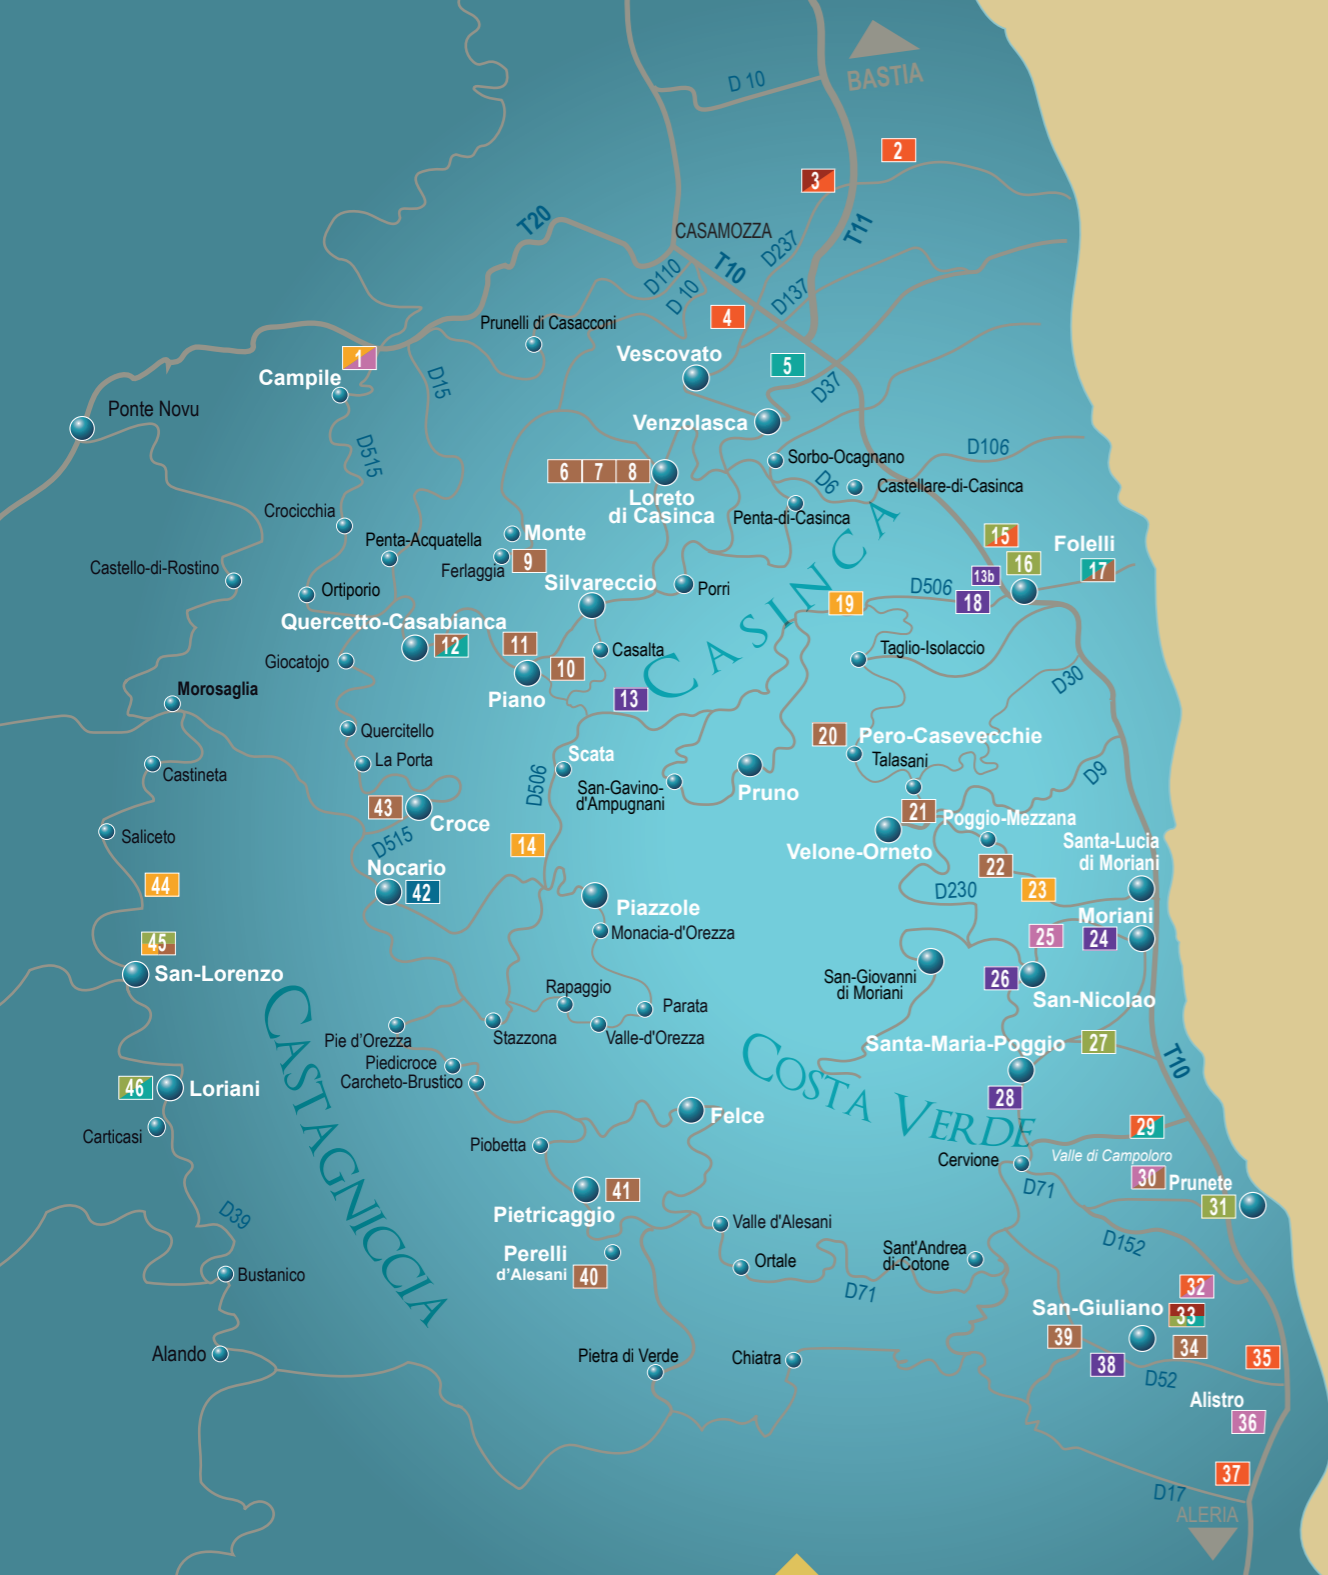 D 10
BASTIA
2
3
T20
CASAMOZZA
D237
T11
T10
D110
D 10
D137
4
Prunelli di Casacconi
1
Campile
Vescovato
5
D15
D37
Ponte Novu
Venzolasca
D515
D106
Sorbo-Ocagnano
6 7 8
D6
Castellare-di-Casinca
Loreto
di Casinca
Penta-di-Casinca
Crocicchia
Monte
Penta-Acquatella
15
Folelli
Ferlaggia
9
16
17
Castello-di-Rostino
13b
Silvareccio
Porri
D506
18
19
Ortiporio
CASINCA
Quercetto-Casabianca
12
11
Casalta
Taglio-Isolaccio
Giocatojo
10
D30
Morosaglia
Piano
13
Quercitello
20
Pero-Casevecchie
Scata
Talasani
La Porta
Castineta
D506
San-Gavino-
d'Ampugnani
Pruno
D9
43
Croce
21
Poggio-Mezzana
Saliceto
D515
14
Velone-Orneto
Santa-Lucia
di Moriani
Nocario
42
22
44
D230
23
Piazzole
Moriani
Monacia-d'Orezza
25
24
45
San-Lorenzo
San-Giovanni
di Moriani
26
San-Nicolao
Rapaggio
Parata
Pie d'Orezza
Stazzona
Valle-d'Orezza
Santa-Maria-Poggio
27
Piedicroce
Carcheto-Brustico
T10
46
Loriani
28
CASTAGNICCIA
COSTA VERDE
Felce
Carticasi
29
Piobetta
Cervione
Valle di Campoloro
30
Prunete
41
D71
31
Pietricaggio
D39
Valle d'Alesani
D152
Perelli
d'Alesani
40
Ortale
Sant'Andrea
di-Cotone
Bustanico
D71
32
San-Giuliano
33
39
34
Alando
Pietra di Verde
Chiatra
38
35
D52
Alistro
36
37
D17
ALERIA